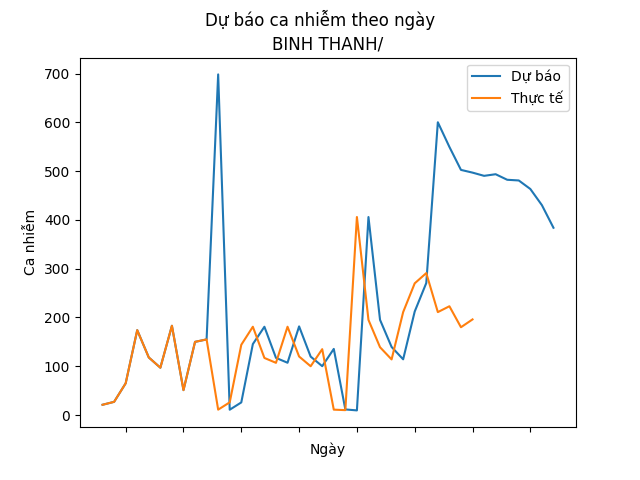 Dự báo ca nhiễm theo ngày
BINH THANH/
Dự báo
Thực tế
700
600
500
400
300
200
100
0
Ca nhiễm
Ngày